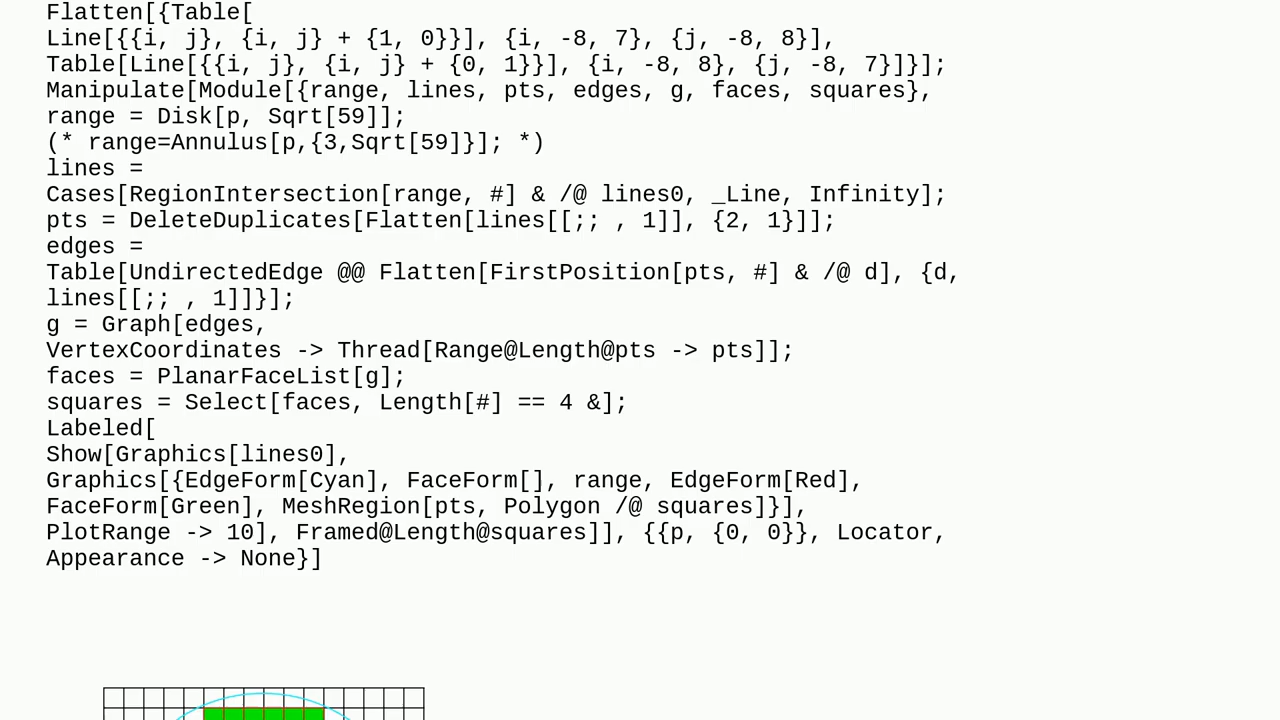 Flatten[{Table[
Line[{{i, j}, {i, j} + {1, 0}}], {i, -8, 7}, {j, -8, 8}],
Table[Line[{{i, j}, {i, j} + {0, 1}}], {i, -8, 8}, {j, -8, 7}]}];
Manipulate[Module[{range, lines, pts, edges, g, faces, squares},
range = Disk[p, Sqrt[59]];
(* range=Annulus[p,{3,Sqrt[59]}]; *)
lines =
Cases[RegionIntersection[range, #] & /@ lines0, _Line, Infinity];
pts = DeleteDuplicates[Flatten[lines[[;; , 1]], {2, 1}]];
edges =
Table[UndirectedEdge @@ Flatten[FirstPosition[pts, #] & /@ d], {d,
lines[[;; , 1]]}];
g = Graph[edges,
VertexCoordinates -> Thread[Range@Length@pts -> pts]];
faces = PlanarFaceList[g];
squares = Select[faces, Length[#] == 4 &];
Labeled[
Show[Graphics[lines0],
Graphics[{EdgeForm[Cyan], FaceForm[], range, EdgeForm[Red],
FaceForm[Green], MeshRegion[pts, Polygon /@ squares]}],
PlotRange -> 10], Framed@Length@squares]], {{p, {0, 0}}, Locator,
Appearance -> None}]